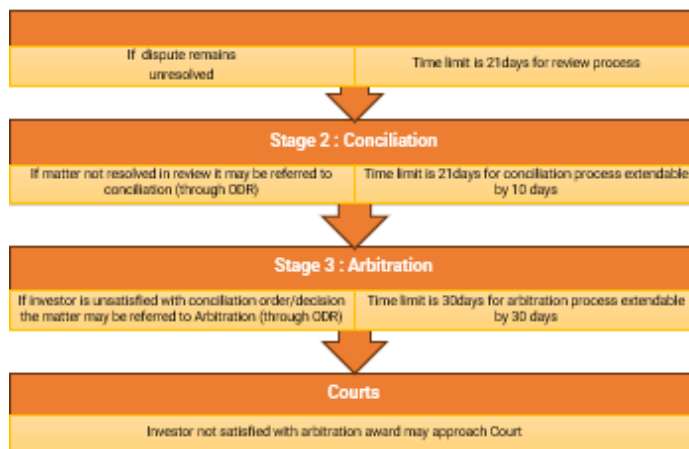 If dispute remains
unresolved
Time limit is 21days for review process
Stage 2 : Conciliation
If matter not resolved in review it may be referred to
conciliation (through ODR)
Time limit is 21days for conciliation process extendable
by 10 days
Stage 3 : Arbitration
If investor is unsatisfied with conciliation order/decision
the matter may be referred to Arbitration (through ODR)
Time limit is 30days for arbitration process extendable
by 30 days
Courts
Investor not satisfied with arbitration award may approach Court